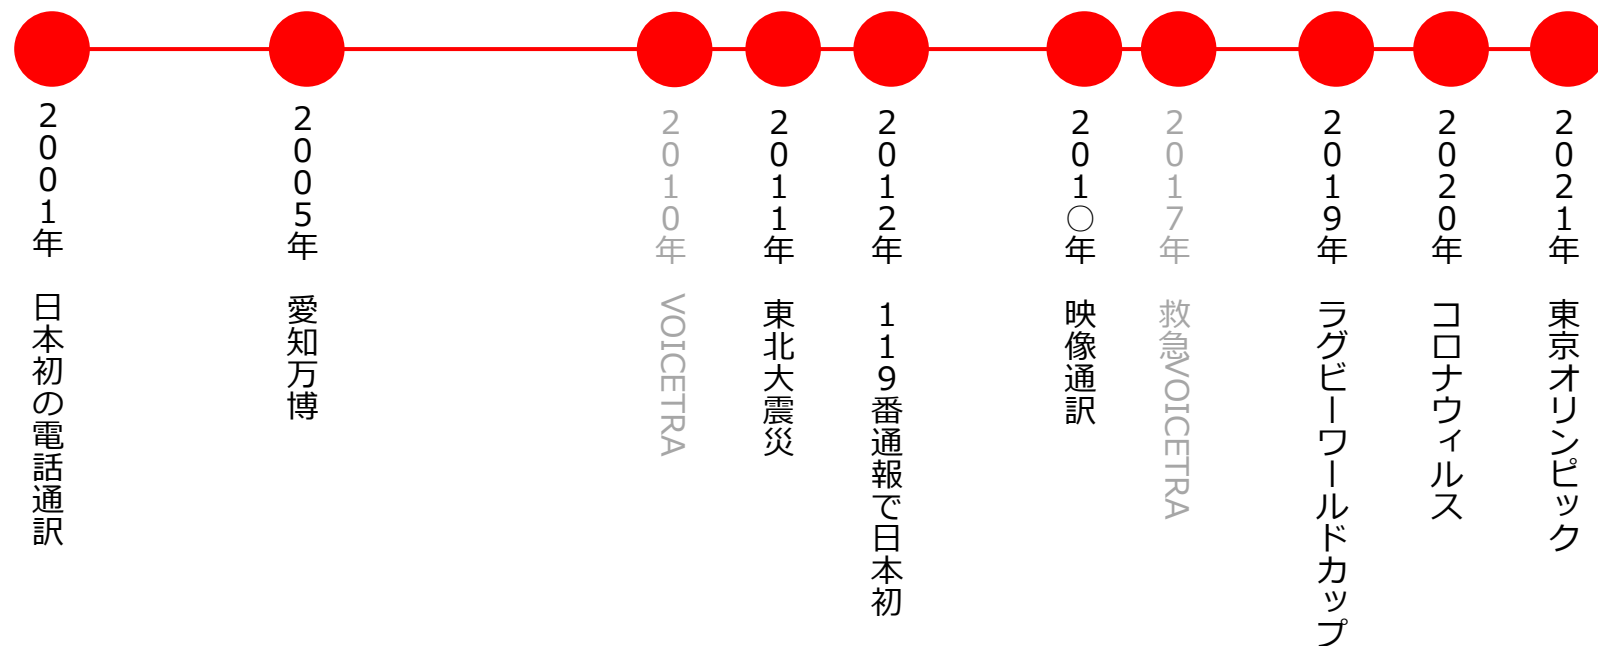 2001年　日本初の電話通訳
2005年　愛知万博
2010年　VOICETRA
2011年　東北大震災
2012年　119番通報で日本初
201○年　映像通訳
2017年　救急VOICETRA
2019年　ラグビーワールドカップ
2020年　コロナウィルス
2021年　東京オリンピック